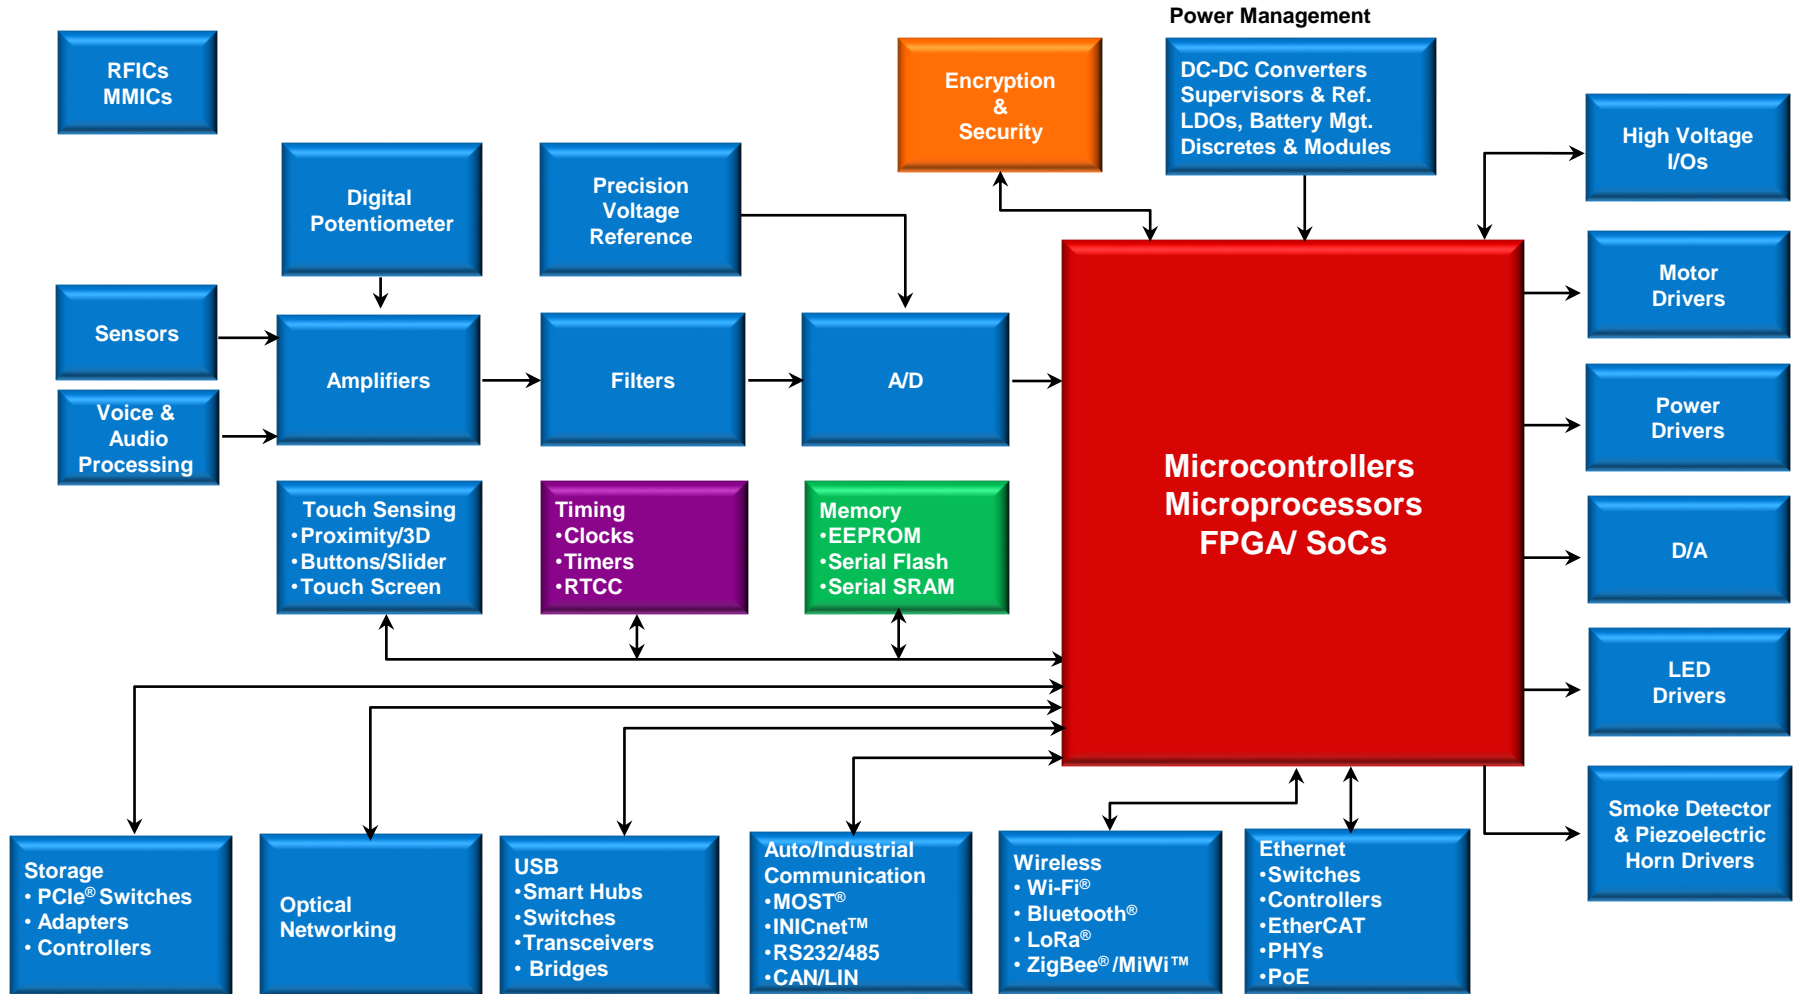 Power Management
RFICs
MMICs
Encryption
&
Security
DC-DC Converters
Supervisors & Ref.
LDOs, Battery Mgt.
Discretes & Modules
High Voltage
I/Os
Digital
Potentiometer
Precision
Voltage
Reference
Motor
Drivers
Sensors
Amplifiers
Filters
A/D
Voice &
Audio
Processing
Power
Drivers
Microcontrollers
Microprocessors
FPGA/ SoCs
Touch Sensing
•Proximity/3D
•Buttons/Slider
•Touch Screen
Timing
•Clocks
•Timers
•RTCC
Memory
•EEPROM
•Serial Flash
•Serial SRAM
D/A
LED
Drivers
Smoke Detector
& Piezoelectric
Horn Drivers
Storage
• PCIe® Switches
• Adapters
• Controllers
Optical
Networking
USB
•Smart Hubs
•Switches
•Transceivers
• Bridges
Auto/Industrial
Communication
•MOST®
•INICnet™
•RS232/485
•CAN/LIN
Wireless
• Wi-Fi®
• Bluetooth®
• LoRa®
• ZigBee® /MiWi™
Ethernet
•Switches
•Controllers
•EtherCAT
•PHYs
•PoE